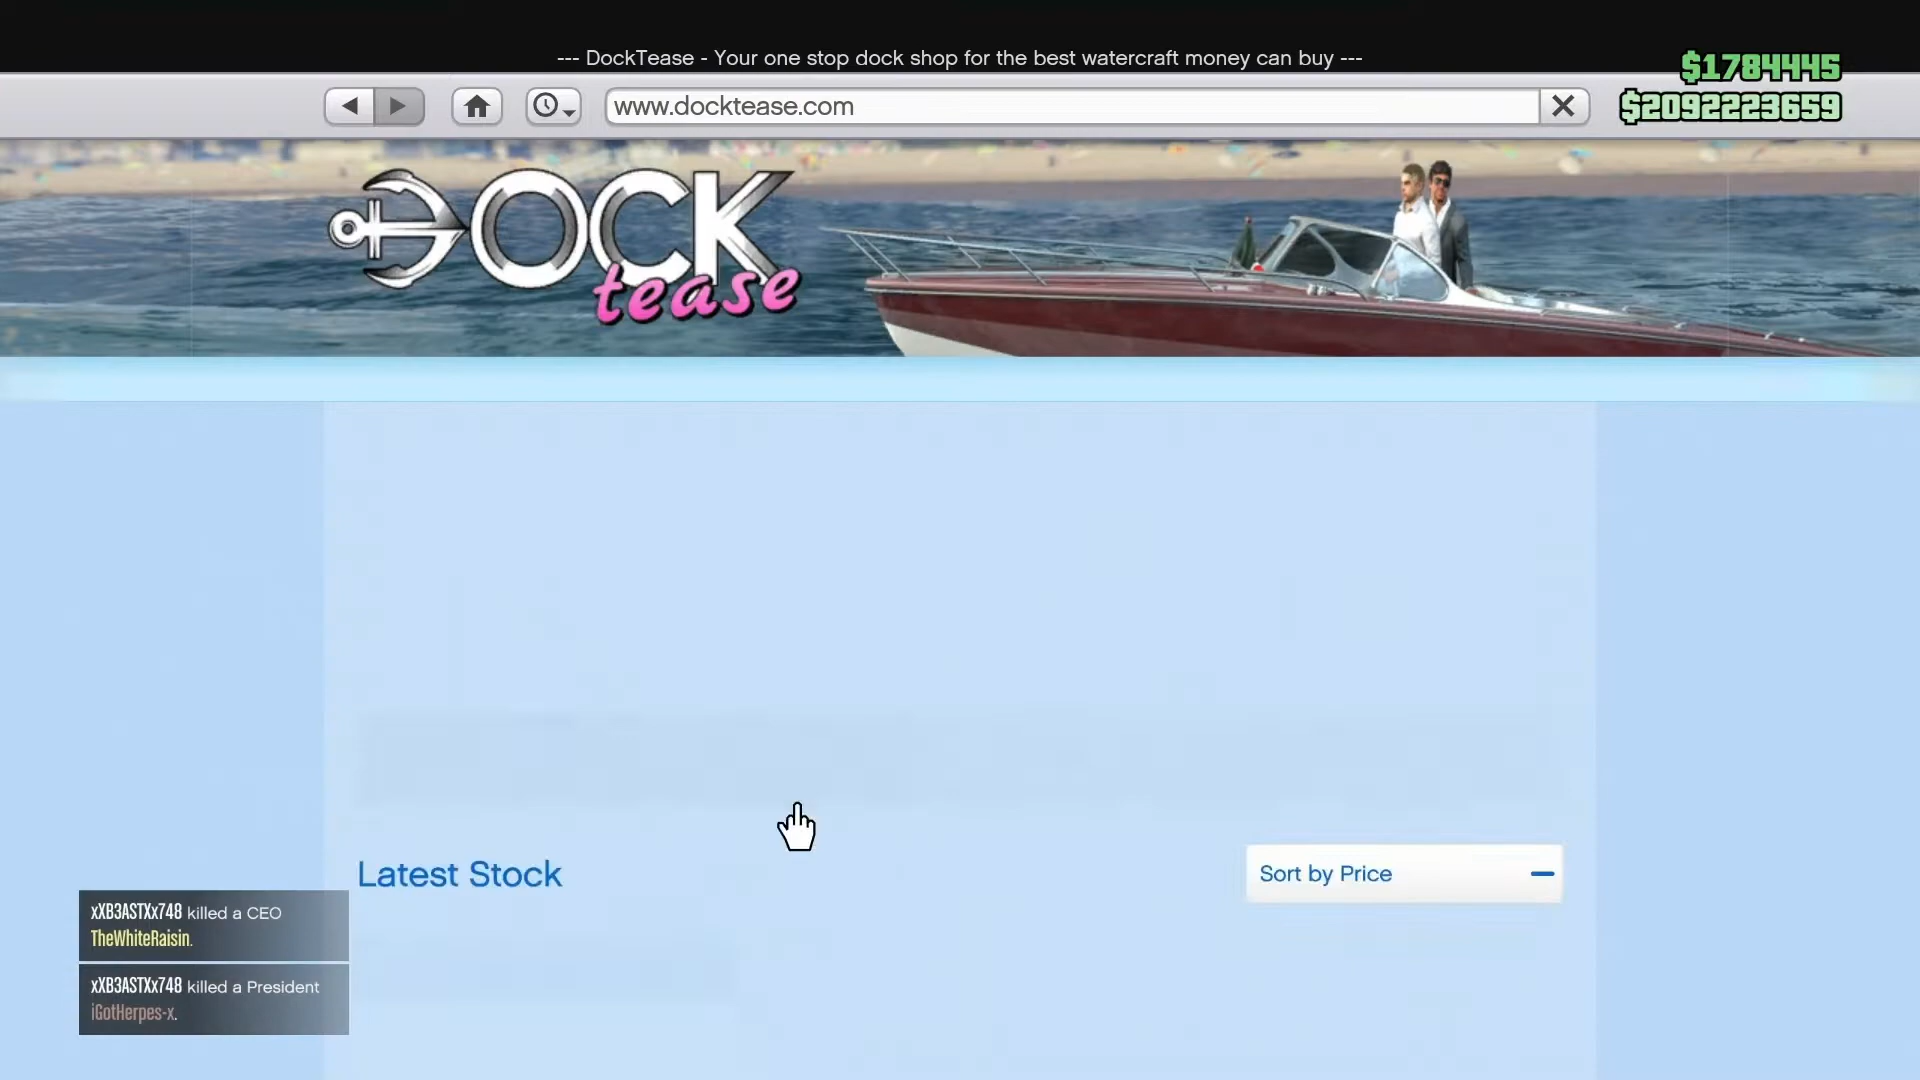 --- DockTease - Your one stop dock shop for the best watercraft money can buy ---
$1784445
www.docktease.com
$2092223659
DOCK
tease
Latest Stock
Sort by Price
xXB3ASTXx748 killed a CEO
TheWhiteRaisin.
xXB3ASTXx748 killed a President
iGotHerpes-x.